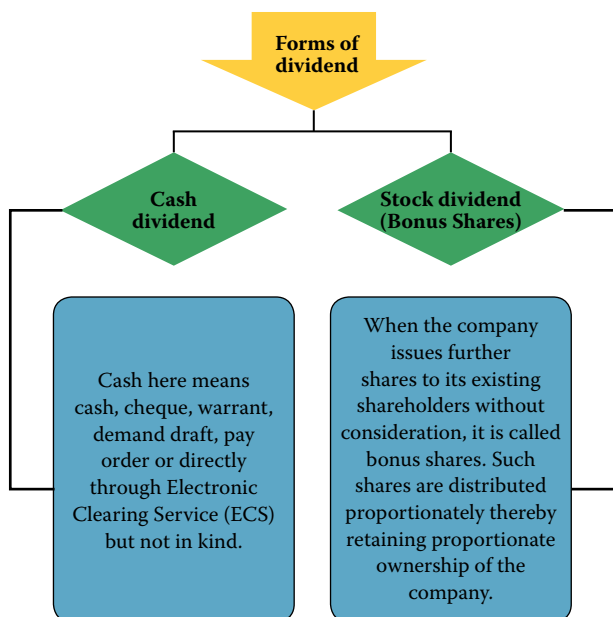 Forms of
dividend
Cash
dividend
Stock dividend
(Bonus Shares)
Cash here means
cash, cheque, warrant,
demand draft, pay
order or directly
through Electronic
Clearing Service (ECS)
but not in kind.
When the company
issues further
shares to its existing
shareholders without
consideration, it is called
bonus shares. Such
shares are distributed
proportionately thereby
retaining proportionate
ownership of the
company.